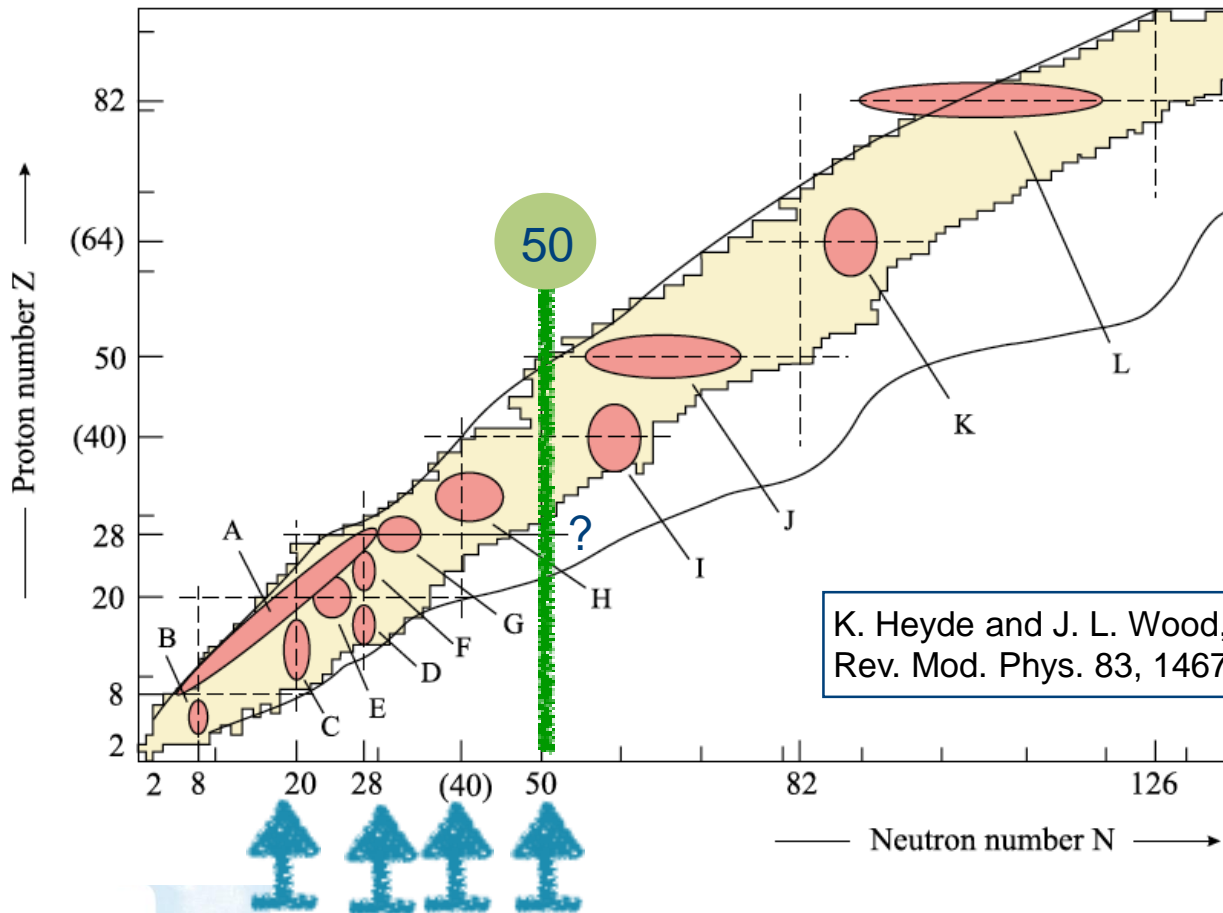 82
(64)
50
(40)
28
20
8
2
Proton number Z
50
A
B
C
D
E
F
G
H
I
J
K
L
?
K. Heyde and J. L. Wood,
Rev. Mod. Phys. 83, 1467
2 8 20 28 (40) 50 82 126
Neutron number N